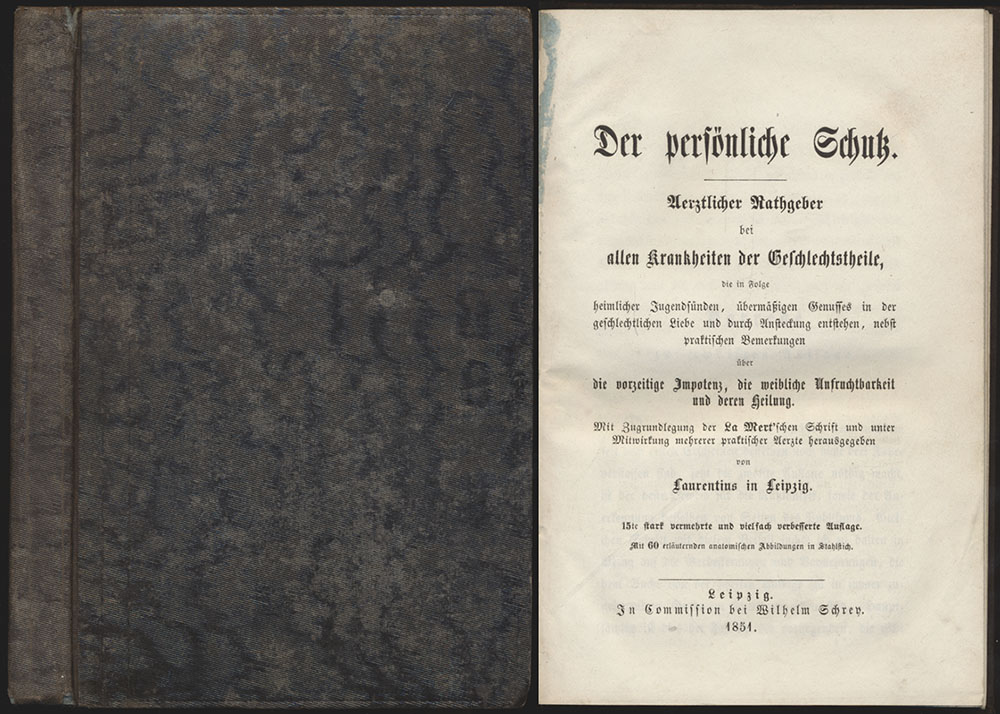 Der persönliche Schutz.
Aerztlicher Rathgeber
bei
allen Krankheiten der Geschlechtstheile,
die in Folge
heimlicher Jugendsünden, übermäßigen Genusses in der
geschlechtlichen Liebe und durch Ansteckung entstehen, nebst
praktischen Bemerkungen
über
die vorzeitige Impotenz, die weibliche Unfruchtbarkeit
und deren Heilung.
Mit Zugrundlegung der La Mert'schen Schrift und unter
Mitwirkung mehrerer praktischer Aerzte herausgegeben
von
Laurentius in Leipzig.
15te stark vermehrte und vielfach verbesserte Auflage.
Mit 60 erläuternden anatomischen Abbildungen in Stahlstich.
Leipzig.
In Commission bei Wilhelm Schrey.
1851.